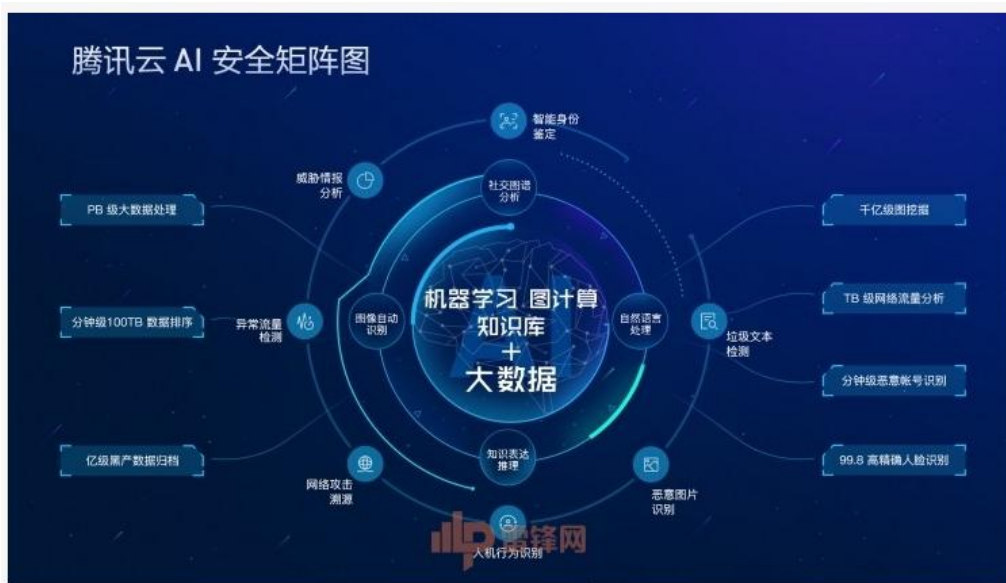 腾讯云 AI 安全矩阵图
智能身份
鉴定
威胁情报
分析
社交图谱
分析
PB 级大数据处理
千亿级图挖掘
机器学习 图计算
知识库
+
大数据
分钟级100TB 数据排序
异常流量
检测
图像自动
识别
自然语言
处理
垃圾文本
检测
TB 级网络流量分析
分钟级恶意帐号识别
亿级黑产数据归档
网络攻击
溯源
知识表达
推理
恶意图片
识别
99.8 高精确人脸识别
人机行为识别
雷锋网